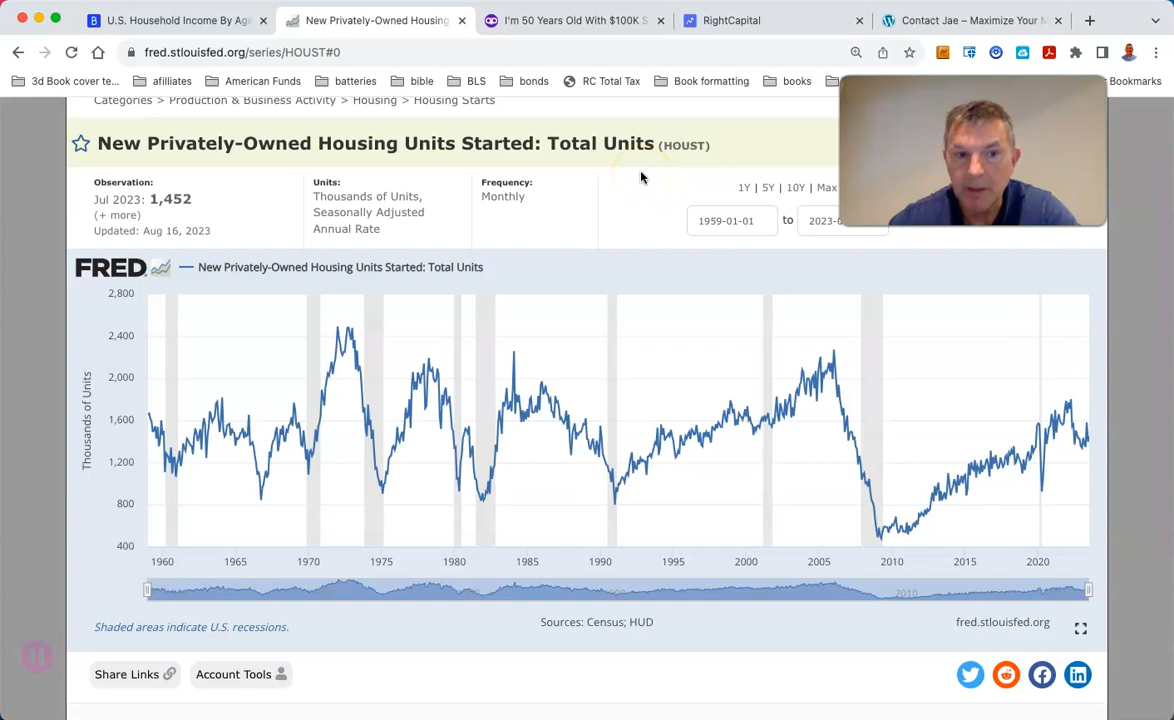 U.S. Household Income By Age
New Privately-Owned Housing
I'm 50 Years Old With $100K S
RightCapital
Contact Jae – Maximize Your M
fred.stlouisfed.org/series/HOUST#0
3d Book cover te... afiliates American Funds batteries bible BLS bonds RC Total Tax Book formatting books Bookmarks
Categories > Production & Business Activity > Housing > Housing Starts
New Privately-Owned Housing Units Started: Total Units (HOUST)
Observation:
Jul 2023: 1,452
(+ more)
Updated: Aug 16, 2023
Units:
Thousands of Units,
Seasonally Adjusted
Annual Rate
Frequency:
Monthly
1Y | 5Y | 10Y | Max
1959-01-01 to 2023-0
FRED
New Privately-Owned Housing Units Started: Total Units
Thousands of Units
2,800
2,400
2,000
1,600
1,200
800
400
1960 1965 1970 1975 1980 1985 1990 1995 2000 2005 2010 2015 2020
2010
Shaded areas indicate U.S. recessions.
Sources: Census; HUD
fred.stlouisfed.org
Share Links
Account Tools